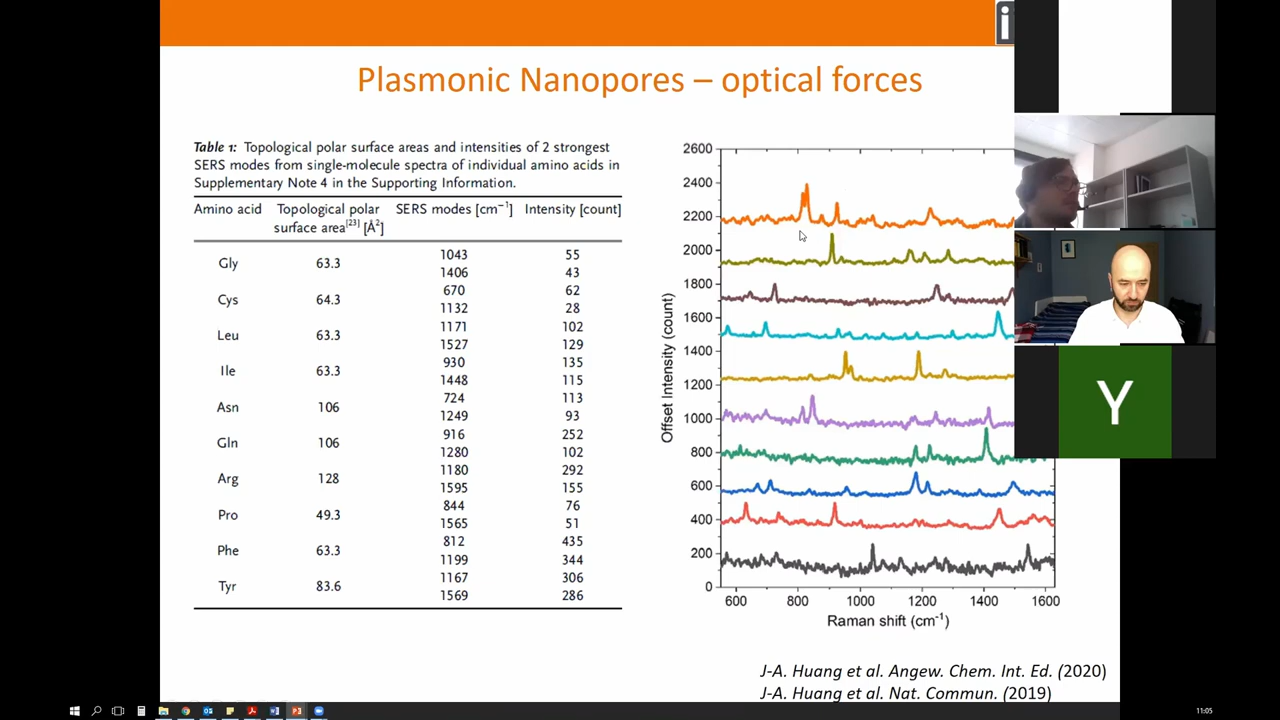 i
Plasmonic Nanopores – optical forces
Table 1: Topological polar surface areas and intensities of 2 strongest
SERS modes from single-molecule spectra of individual amino acids in
Supplementary Note 4 in the Supporting Information.
Amino acid Topological polar surface area[23] [Å2] SERS modes [cm−1] Intensity [count]
Gly 63.3 1043 55
1406 43
Cys 64.3 670 62
1132 28
Leu 63.3 1171 102
1527 129
Ile 63.3 930 135
1448 115
Asn 106 724 113
1249 93
Gln 106 916 252
1280 102
Arg 128 1180 292
1595 155
Pro 49.3 844 76
1565 51
Phe 63.3 812 435
1199 344
Tyr 83.6 1167 306
1569 286
Offset Intensity (count)
2600
2400
2200
2000
1800
1600
1400
1200
1000
800
600
400
200
0
600 800 1000 1200 1400 1600
Raman shift (cm-1)
Y
J-A. Huang et al. Angew. Chem. Int. Ed. (2020)
J-A. Huang et al. Nat. Commun. (2019)
11:05